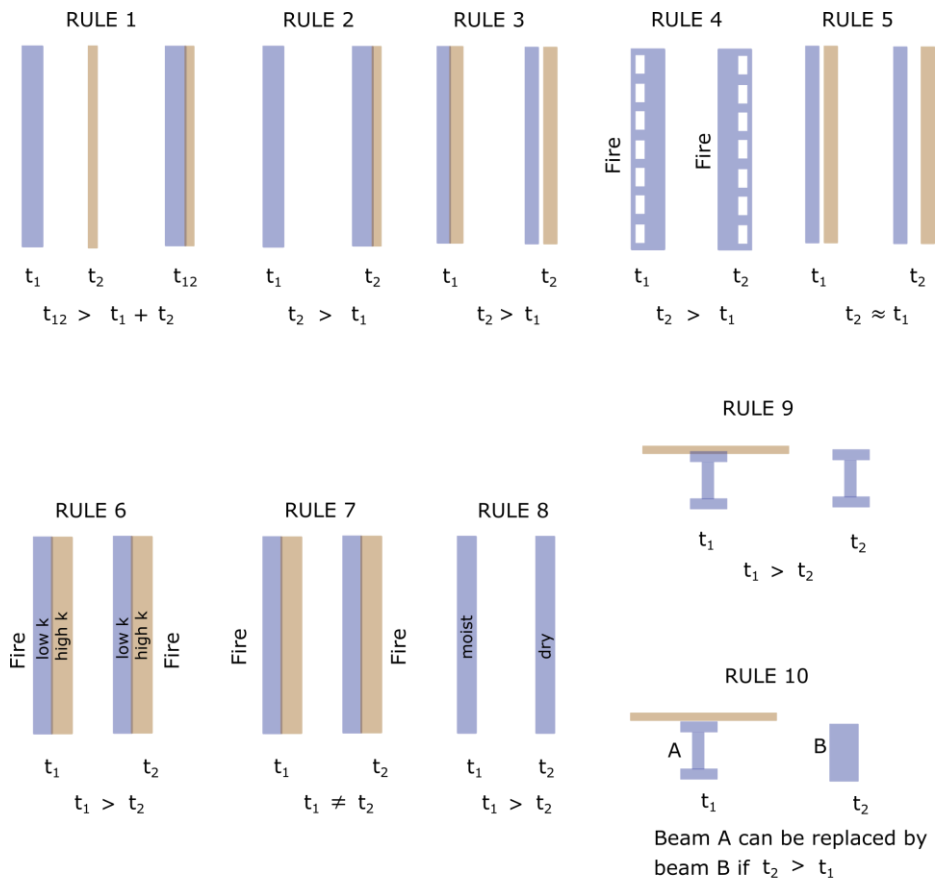 RULE 1
t₁ t₂ t₁₂
t₁₂ > t₁ + t₂
RULE 2
t₁ t₂
t₂ > t₁
RULE 3
t₁ t₂
t₂ > t₁
RULE 4
Fire Fire
t₁ t₂
t₂ > t₁
RULE 5
t₁ t₂
t₂ ≈ t₁
RULE 6
Fire low k high k low k high k Fire
t₁ t₂
t₁ > t₂
RULE 7
Fire Fire
t₁ t₂
t₁ ≠ t₂
RULE 8
moist dry
t₁ t₂
t₁ > t₂
RULE 9
t₁ t₂
t₁ > t₂
RULE 10
A B
t₁ t₂
Beam A can be replaced by
beam B if t₂ > t₁